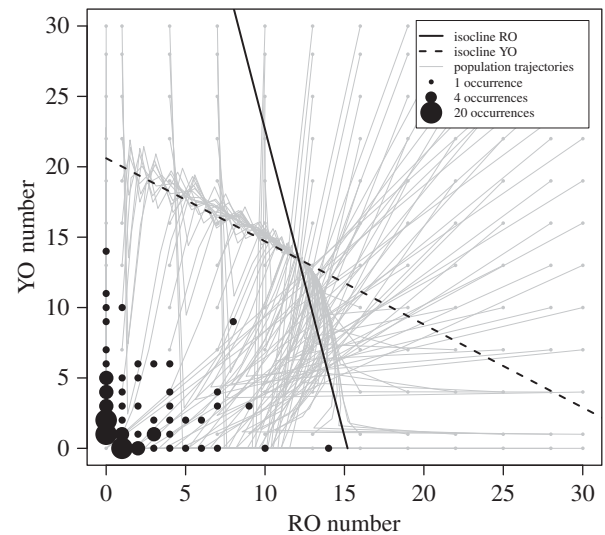 30
25
20
15
10
5
0
YO number
isocline RO
isocline YO
population trajectories
1 occurrence
4 occurrences
20 occurrences
0 5 10 15 20 25 30
RO number